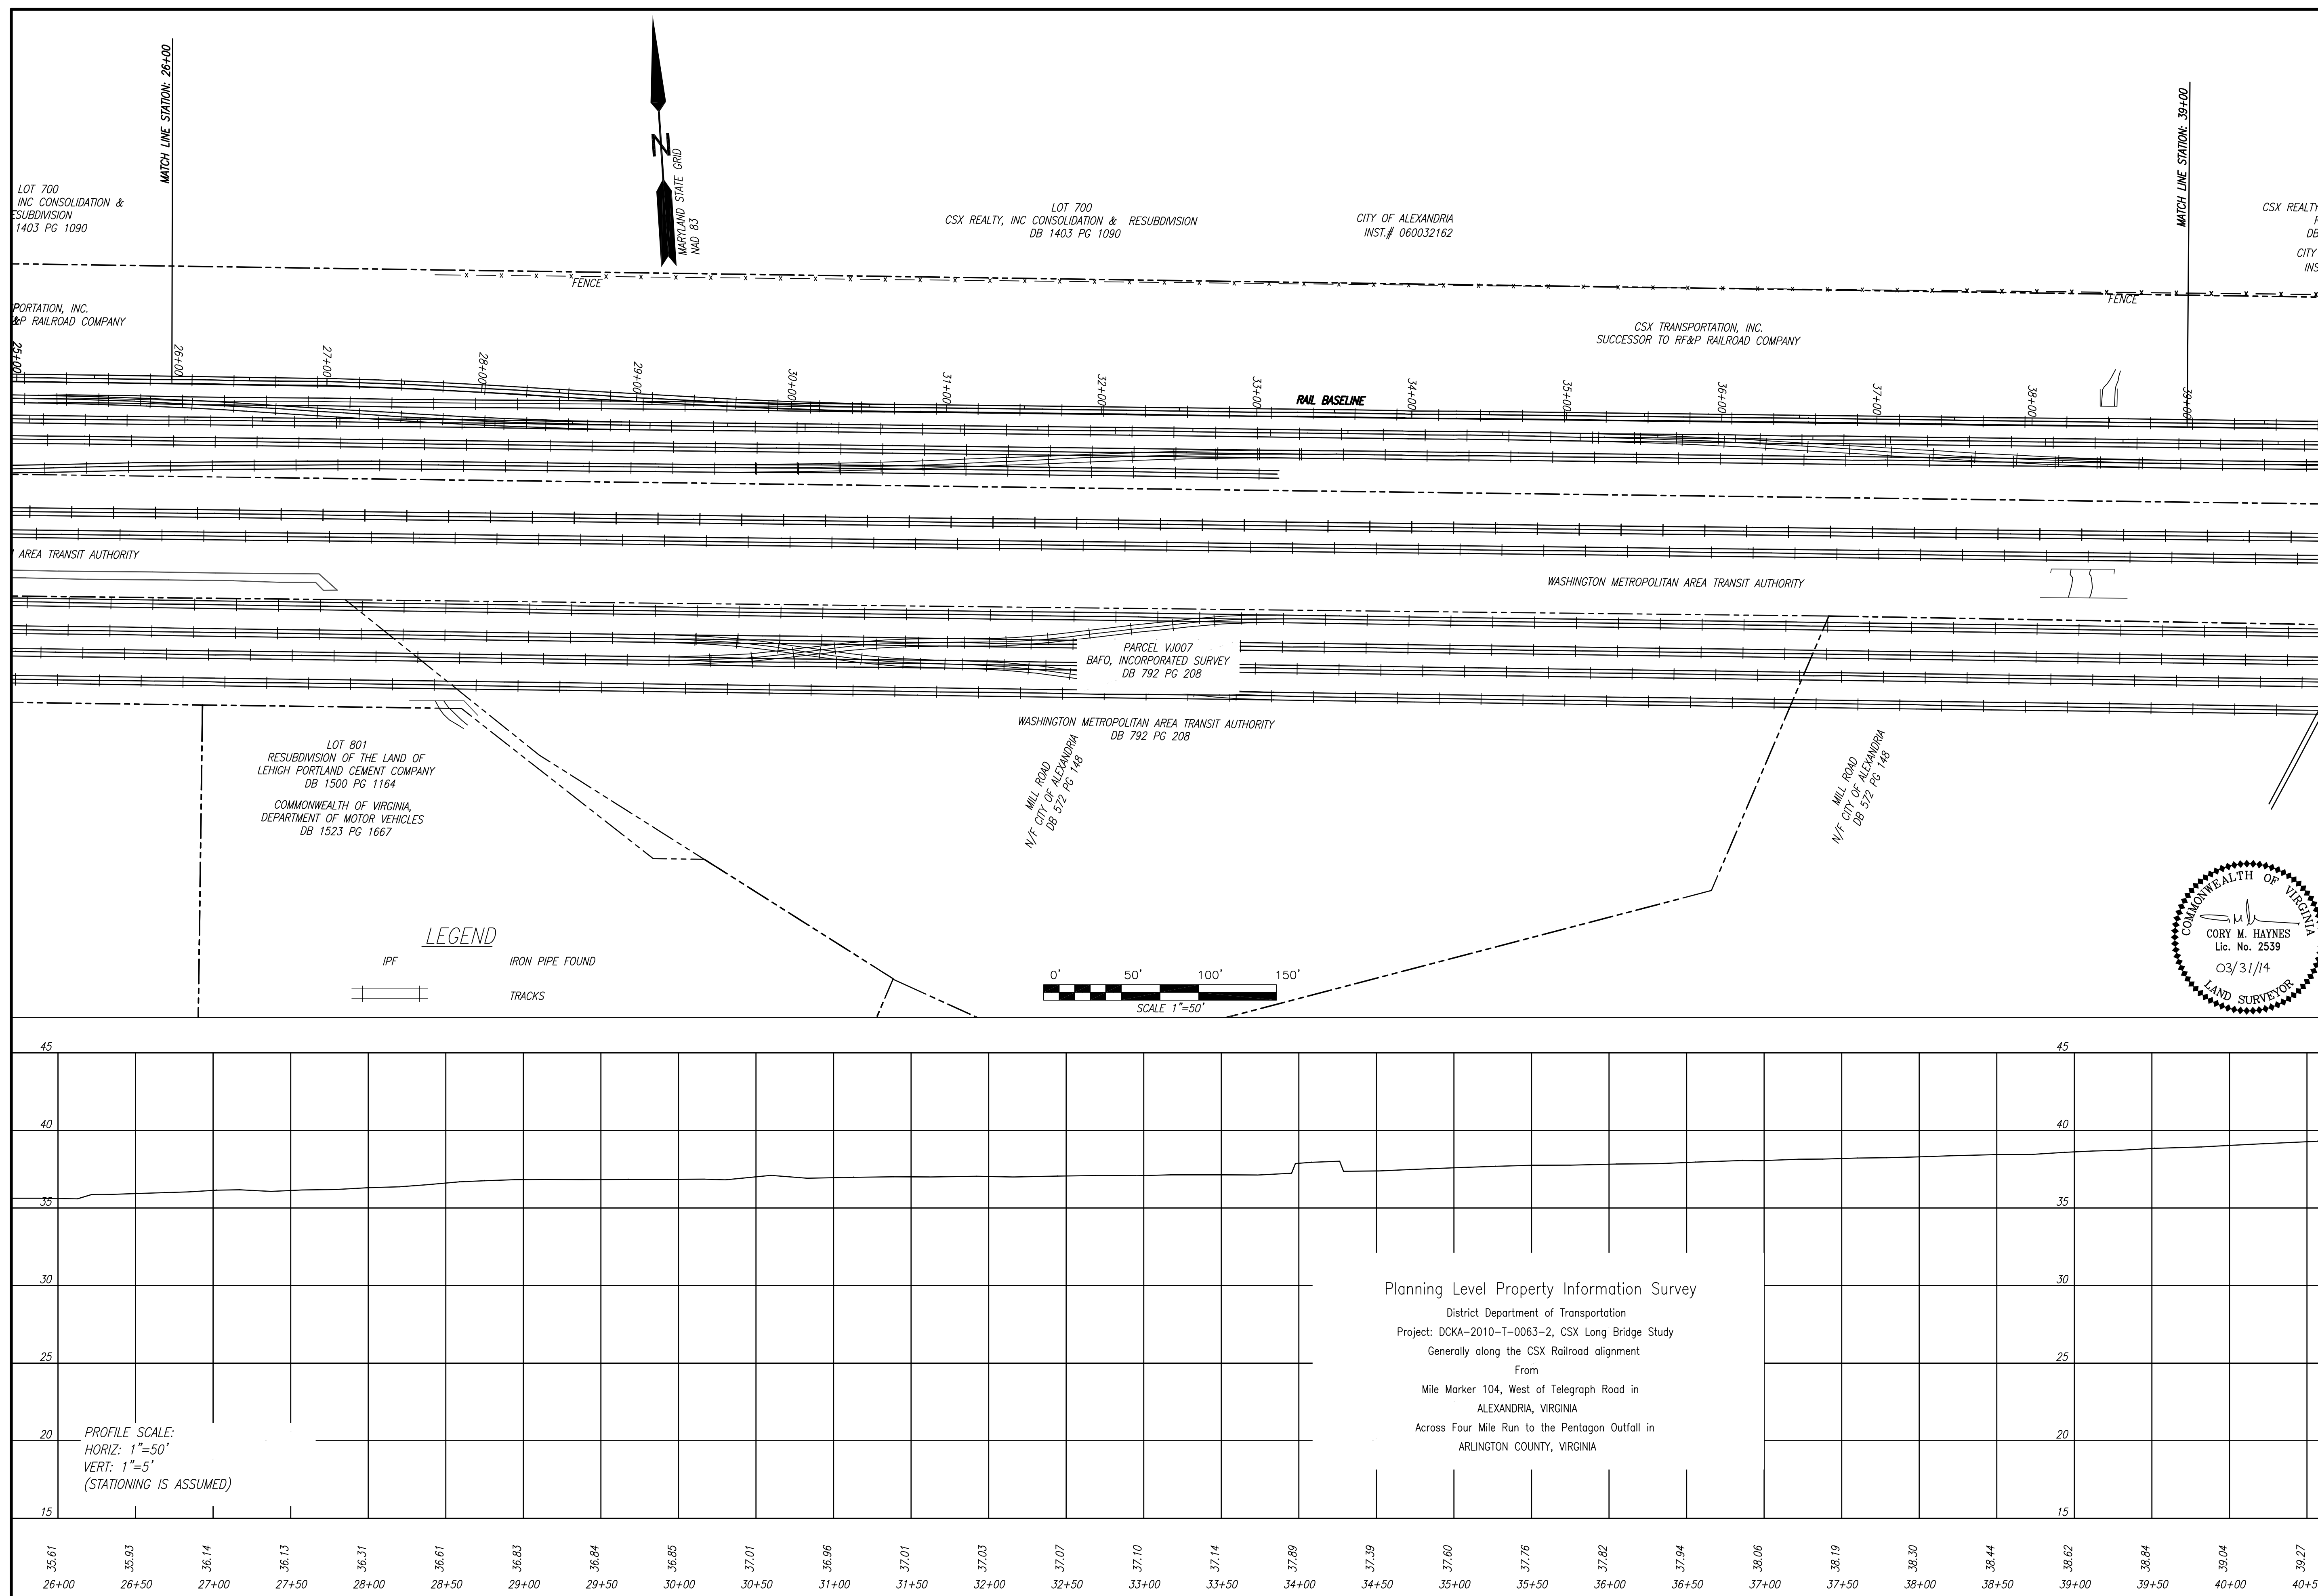 MATCH LINE STATION: 26+00
MATCH LINE STATION: 39+00
N
MARYLAND STATE GRID
NAD 83
LOT 700
INC CONSOLIDATION &
ESUBDIVISION
1403 PG 1090
LOT 700
CSX REALTY, INC CONSOLIDATION & RESUBDIVISION
DB 1403 PG 1090
CITY OF ALEXANDRIA
INST.# 060032162
CSX REALTY
R
DB
CITY
INS
FENCE
FENCE
PORTATION, INC.
&P RAILROAD COMPANY
CSX TRANSPORTATION, INC.
SUCCESSOR TO RF&P RAILROAD COMPANY
25+00
26+00
27+00
28+00
29+00
30+00
31+00
32+00
33+00
RAIL BASELINE
34+00
35+00
36+00
37+00
38+00
39+00
AREA TRANSIT AUTHORITY
WASHINGTON METROPOLITAN AREA TRANSIT AUTHORITY
PARCEL VJ007
BAFO, INCORPORATED SURVEY
DB 792 PG 208
WASHINGTON METROPOLITAN AREA TRANSIT AUTHORITY
DB 792 PG 208
LOT 801
RESUBDIVISION OF THE LAND OF
LEHIGH PORTLAND CEMENT COMPANY
DB 1500 PG 1164
COMMONWEALTH OF VIRGINIA,
DEPARTMENT OF MOTOR VEHICLES
DB 1523 PG 1667
MILL ROAD
N/F CITY OF ALEXANDRIA
DB 572 PG 148
MILL ROAD
N/F CITY OF ALEXANDRIA
DB 572 PG 148
COMMONWEALTH OF VIRGINIA
CORY M. HAYNES
Lic. No. 2539
03/31/14
LAND SURVEYOR
LEGEND
IPF IRON PIPE FOUND
TRACKS
0' 50' 100' 150'
SCALE 1"=50'
45 45
40 40
35 35
30 30
25 25
20 20
15 15
Planning Level Property Information Survey
District Department of Transportation
Project: DCKA-2010-T-0063-2, CSX Long Bridge Study
Generally along the CSX Railroad alignment
From
Mile Marker 104, West of Telegraph Road in
ALEXANDRIA, VIRGINIA
Across Four Mile Run to the Pentagon Outfall in
ARLINGTON COUNTY, VIRGINIA
PROFILE SCALE:
HORIZ: 1"=50'
VERT: 1"=5'
(STATIONING IS ASSUMED)
35.61 35.93 36.14 36.13 36.31 36.61 36.83 36.84 36.85 37.01 36.96 37.01 37.03 37.07 37.10 37.14 37.89 37.39 37.60 37.76 37.82 37.94 38.06 38.19 38.30 38.44 38.62 38.84 39.04 39.27
26+00 26+50 27+00 27+50 28+00 28+50 29+00 29+50 30+00 30+50 31+00 31+50 32+00 32+50 33+00 33+50 34+00 34+50 35+00 35+50 36+00 36+50 37+00 37+50 38+00 38+50 39+00 39+50 40+00 40+5